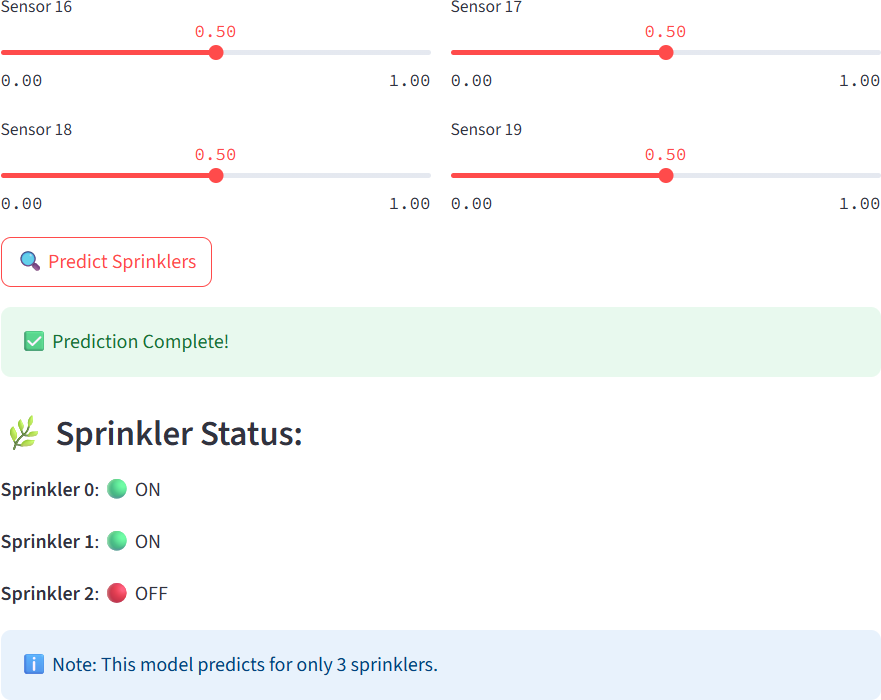 Sensor 16 Sensor 17
0.50 0.50
0.00 1.00 0.00 1.00
Sensor 18 Sensor 19
0.50 0.50
0.00 1.00 0.00 1.00
🔍 Predict Sprinklers
✅ Prediction Complete!
🌿 Sprinkler Status:
Sprinkler 0: 🟢 ON
Sprinkler 1: 🟢 ON
Sprinkler 2: 🔴 OFF
ℹ️ Note: This model predicts for only 3 sprinklers.